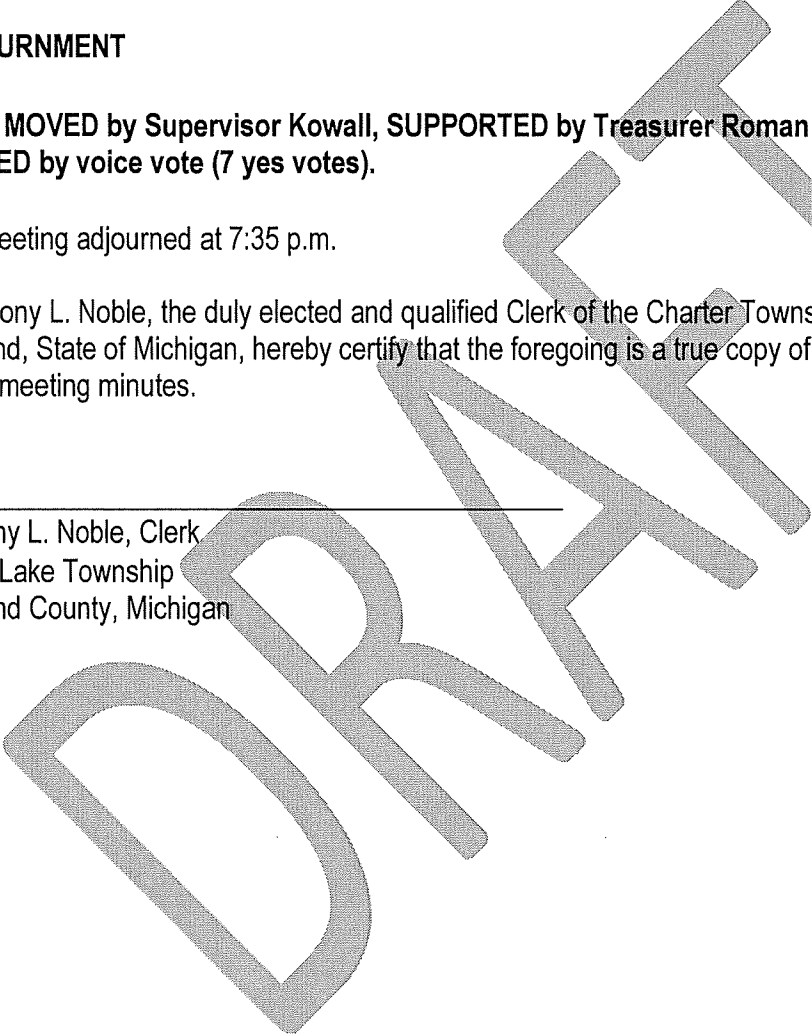 URNMENT
MOVED by Supervisor Kowall, SUPPORTED by Treasurer Roman
ED by voice vote (7 yes votes).
eeting adjourned at 7:35 p.m.
ony L. Noble, the duly elected and qualified Clerk of the Charter Towns
nd, State of Michigan, hereby certify that the foregoing is a true copy of
meeting minutes.
ny L. Noble, Clerk
Lake Township
nd County, Michigan
DRAFT